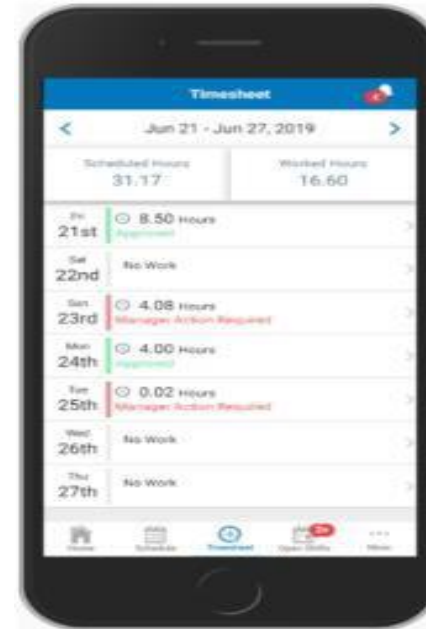 Timesheet
Jun 21 - Jun 27, 2019
Scheduled Hours
Worked Hours
31.17
16.60
Fri
21st
8.50 Hours
Approved
Sat
22nd
No Work
Sun
23rd
4.08 Hours
Manager Action Required
Mon
24th
4.00 Hours
Approved
Tue
25th
0.02 Hours
Manager Action Required
Wed
26th
No Work
Thu
27th
No Work
Home
Schedule
Timesheet
Open Shifts
More